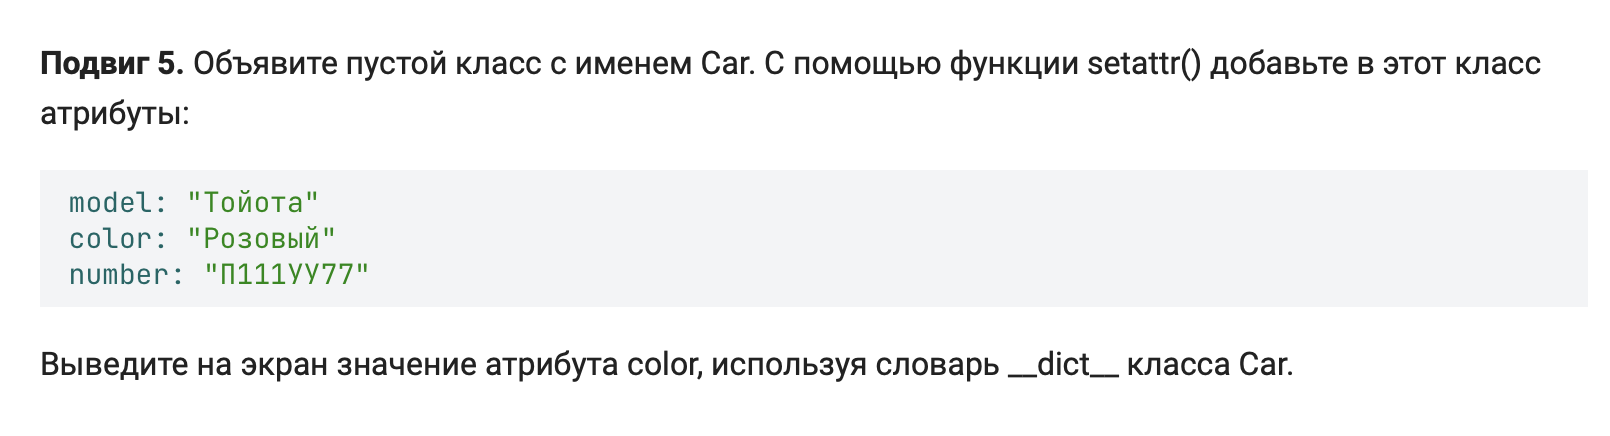 Подвиг 5. Объявите пустой класс с именем Car. С помощью функции setattr() добавьте в этот класс
атрибуты:
model: "Тойота"
color: "Розовый"
number: "П111УУ77"
Выведите на экран значение атрибута color, используя словарь __dict__ класса Car.